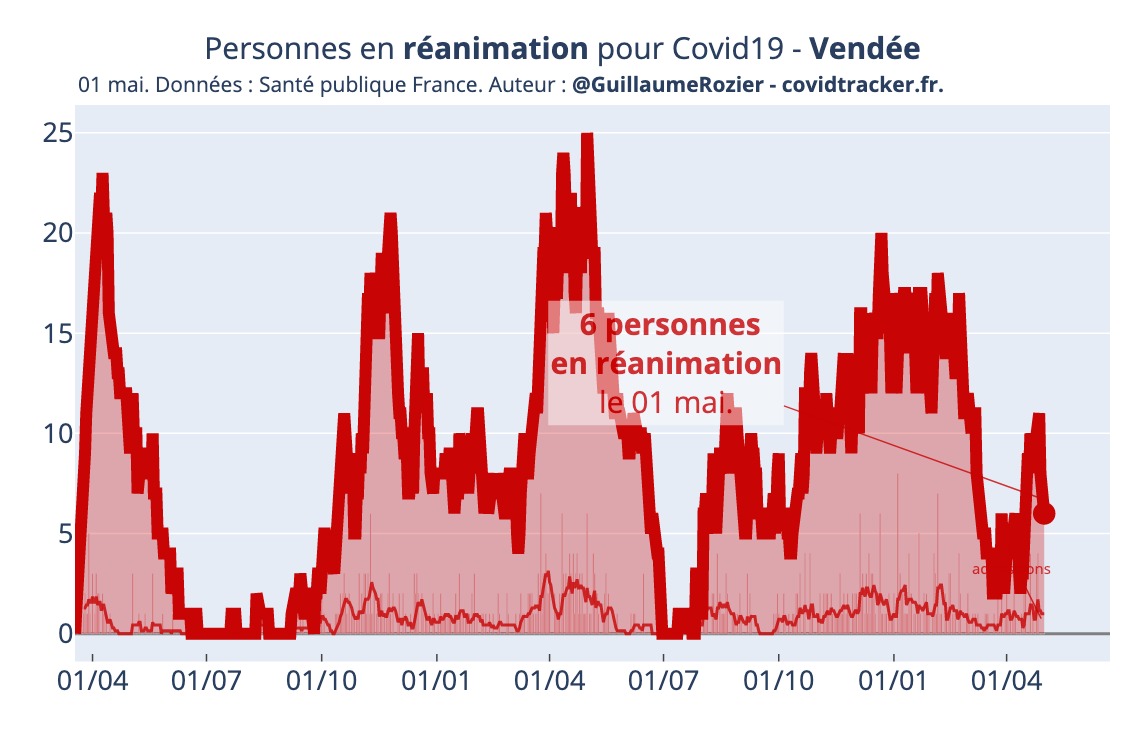 Personnes en réanimation pour Covid19 - Vendée
01 mai. Données : Santé publique France. Auteur : @GuillaumeRozier - covidtracker.fr.
25
20
15
10
5
0
6 personnes
en réanimation
le 01 mai.
01/04 01/07 01/10 01/01 01/04 01/07 01/10 01/01 01/04